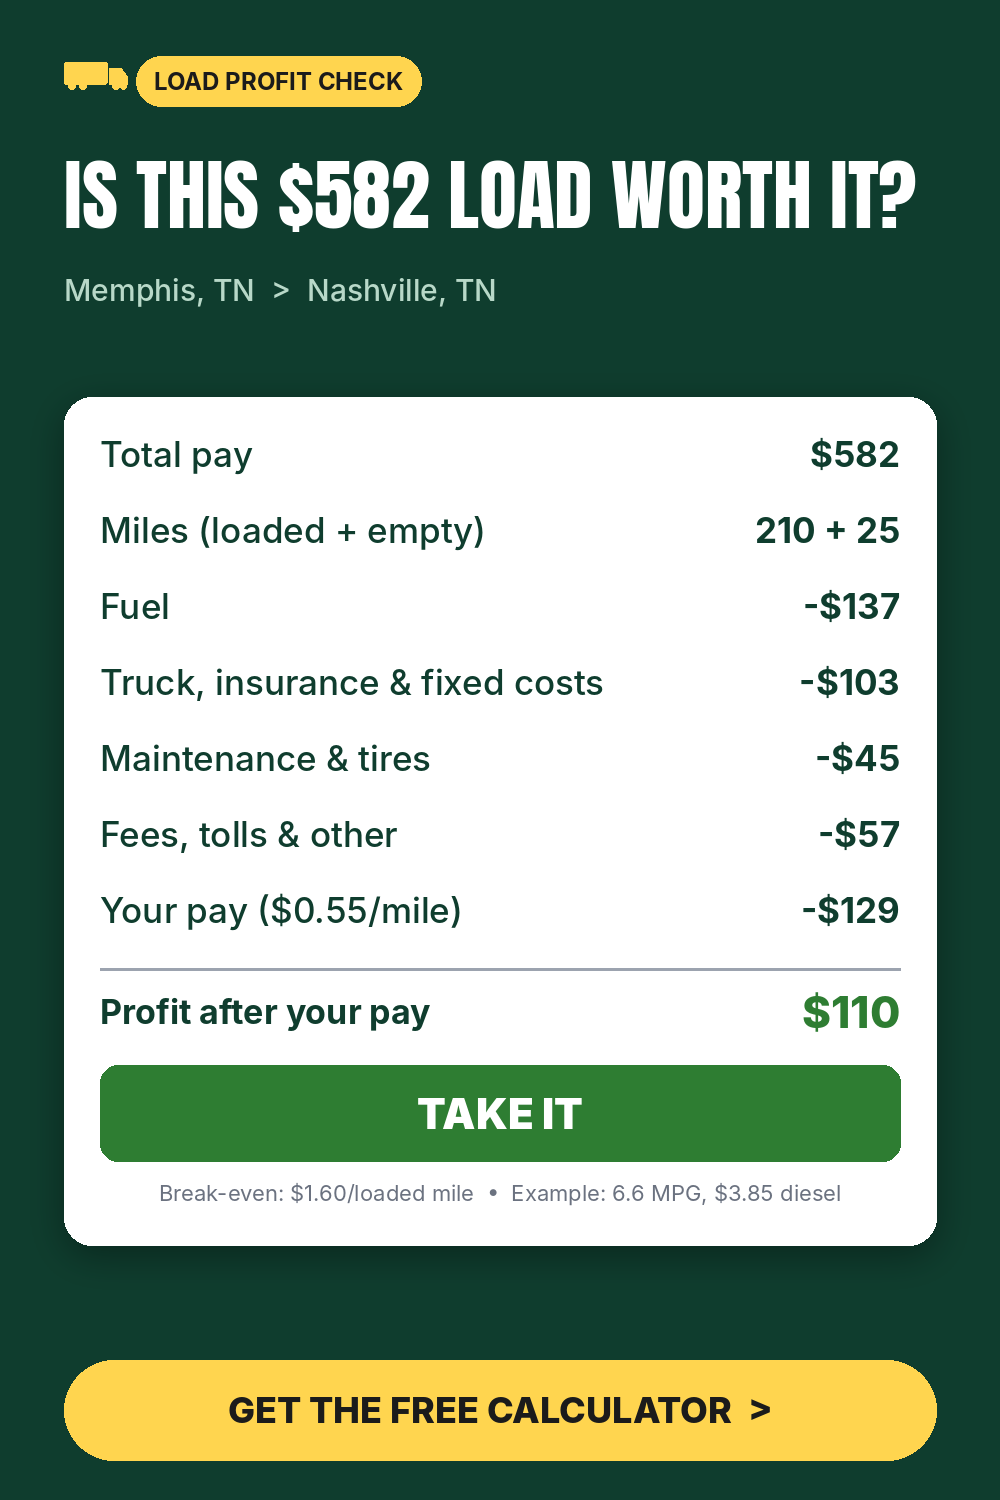 LOAD PROFIT CHECK
IS THIS $582 LOAD WORTH IT?
Memphis, TN > Nashville, TN
Total pay $582
Miles (loaded + empty) 210 + 25
Fuel -$137
Truck, insurance & fixed costs -$103
Maintenance & tires -$45
Fees, tolls & other -$57
Your pay ($0.55/mile) -$129
Profit after your pay $110
TAKE IT
Break-even: $1.60/loaded mile • Example: 6.6 MPG, $3.85 diesel
GET THE FREE CALCULATOR >